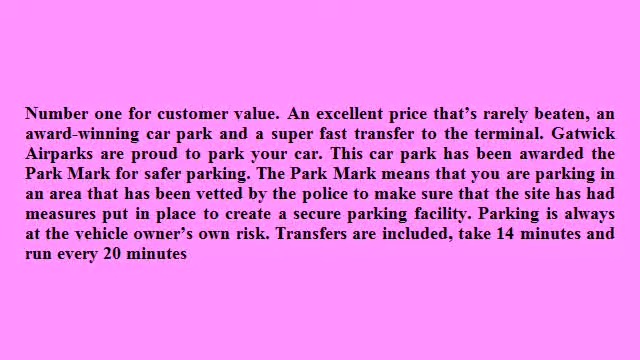 Number one for customer value. An excellent price that’s rarely beaten, an
award-winning car park and a super fast transfer to the terminal. Gatwick
Airparks are proud to park your car. This car park has been awarded the
Park Mark for safer parking. The Park Mark means that you are parking in
an area that has been vetted by the police to make sure that the site has had
measures put in place to create a secure parking facility. Parking is always
at the vehicle owner’s own risk. Transfers are included, take 14 minutes and
run every 20 minutes